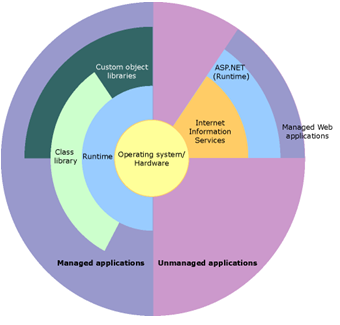 Custom object
libraries
ASP.NET
(Runtime)
Managed Web
applications
Internet
Information
Services
Class
library
Runtime
Operating system/
Hardware
Managed applications
Unmanaged applications